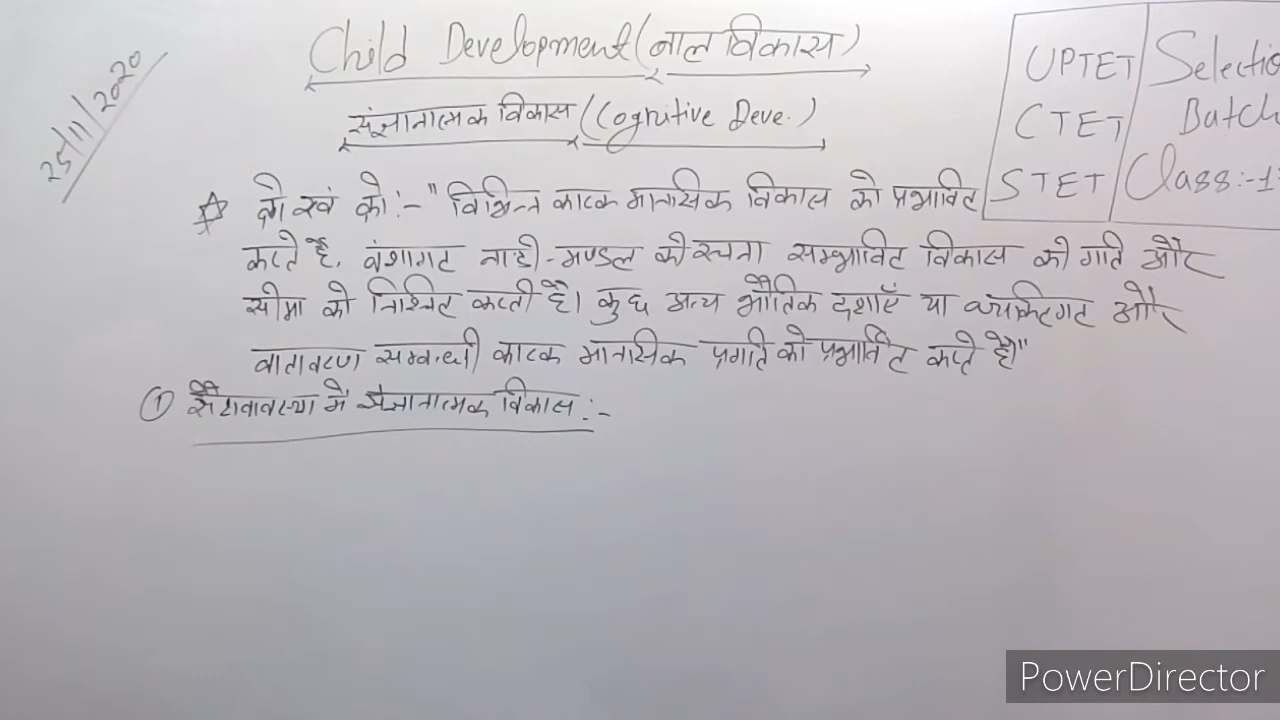 25/11/2020
Child Development (बाल विकास)
संज्ञानात्मक विकास (Cognitive Deve.)
UPTET
CTET
STET
Selectio
Batch
Class:-1
को:- "विभिन्न कारक मानसिक विकास को प्रभावित
करते है, वंशागत नाड़ी-मण्डल की रचना सम्भावित विकास की गति और
सीमा को निश्चित करती है। कुछ अन्य भौतिक दशाएँ या व्यक्तिगत और
वातावरण सम्बन्धी कारक मानसिक प्रगति को प्रभावित करते है।"
① शैशवावस्था में संज्ञानात्मक विकास:-
PowerDirector